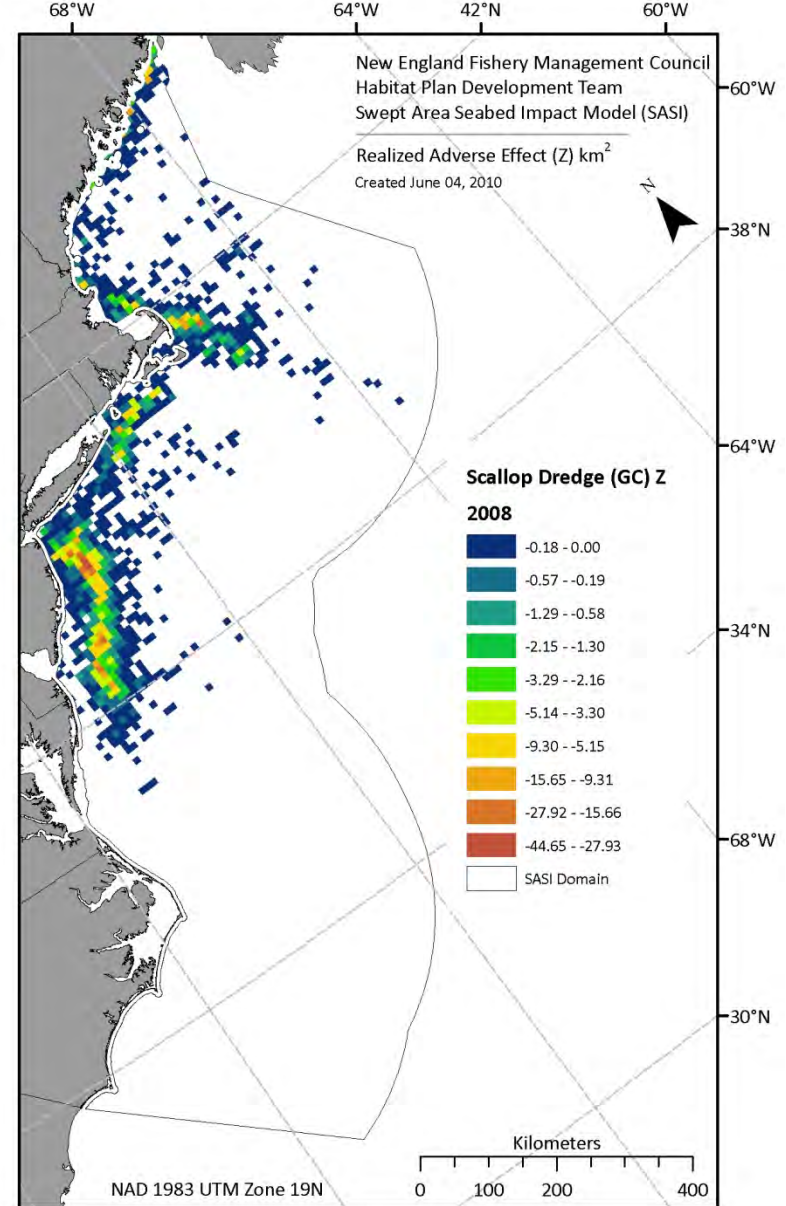 68°W 64°W 42°N 60°W
New England Fishery Management Council
Habitat Plan Development Team
Swept Area Seabed Impact Model (SASI)
Realized Adverse Effect (Z) km²
Created June 04, 2010
N
60°W
38°N
64°W
34°N
68°W
30°N
Scallop Dredge (GC) Z
2008
-0.18 - 0.00
-0.57 - -0.19
-1.29 - -0.58
-2.15 - -1.30
-3.29 - -2.16
-5.14 - -3.30
-9.30 - -5.15
-15.65 - -9.31
-27.92 - -15.66
-44.65 - -27.93
SASI Domain
Kilometers
0 100 200 400
NAD 1983 UTM Zone 19N